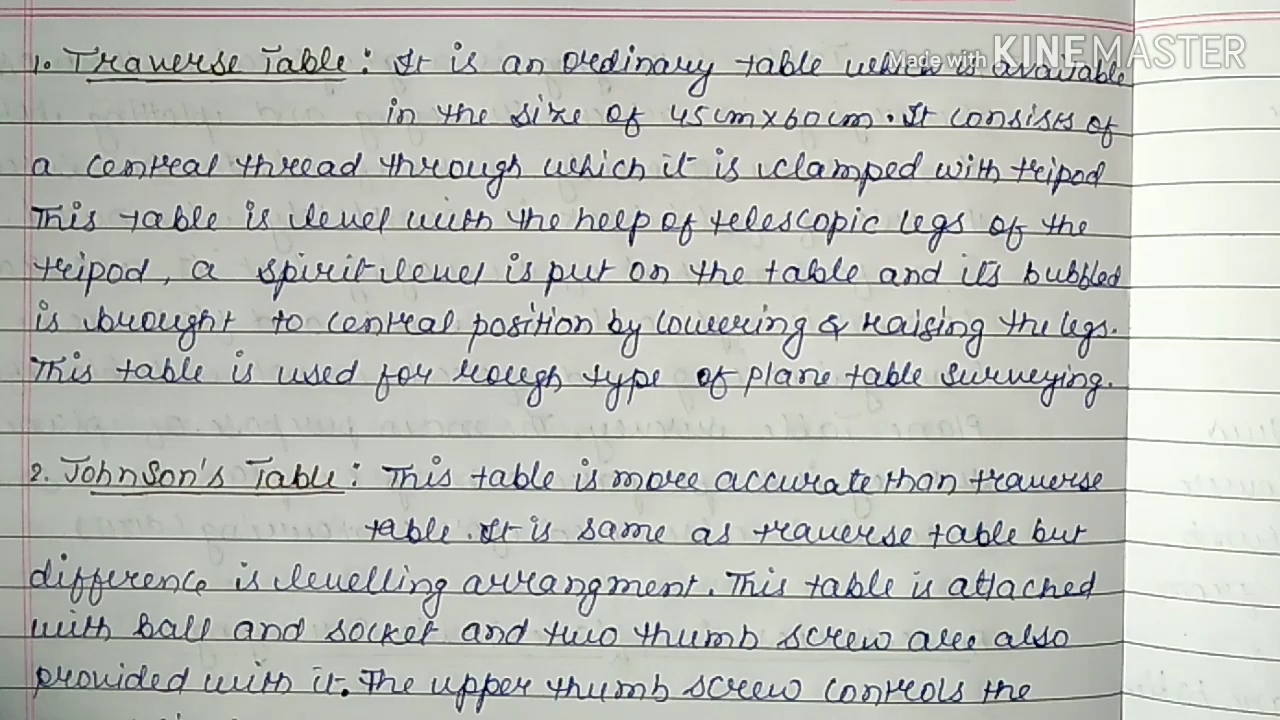 Made with KINEMASTER
1. Traverse Table: It is an ordinary table which is available
in the size of 45cm x 60cm. It consists of
a central thread through which it is clamped with tripod
This table is level with the help of telescopic legs of the
tripod, a spirit level is put on the table and it's bubbled
is brought to central position by lowering & raising the legs.
This table is used for rough type of plane table surveying.
2. Johnson's Table: This table is more accurate than traverse
table. It is same as traverse table but
difference is levelling arrangment. This table is attached
with ball and socket and two thumb screw are also
provided with it. The upper thumb screw controls the